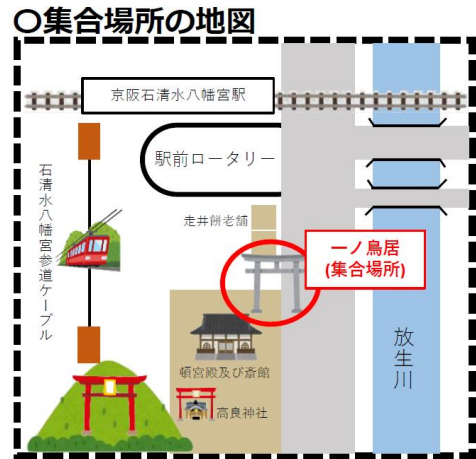 〇集合場所の地図
京阪石清水八幡宮駅
駅前ロータリー
石清水八幡宮参道ケーブル
走井餅老舗
一ノ鳥居
(集合場所)
放生川
頓宮殿及び斎館
高良神社